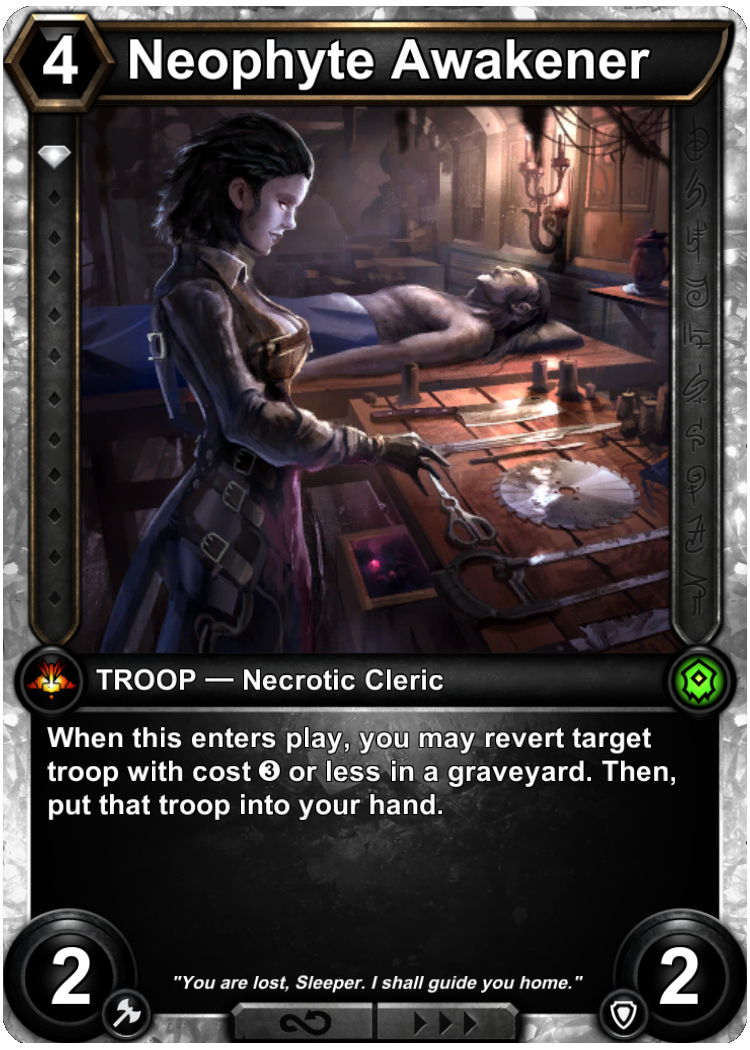 4 Neophyte Awakener
TROOP — Necrotic Cleric
When this enters play, you may revert target
troop with cost ❸ or less in a graveyard. Then,
put that troop into your hand.
"You are lost, Sleeper. I shall guide you home."
2 2